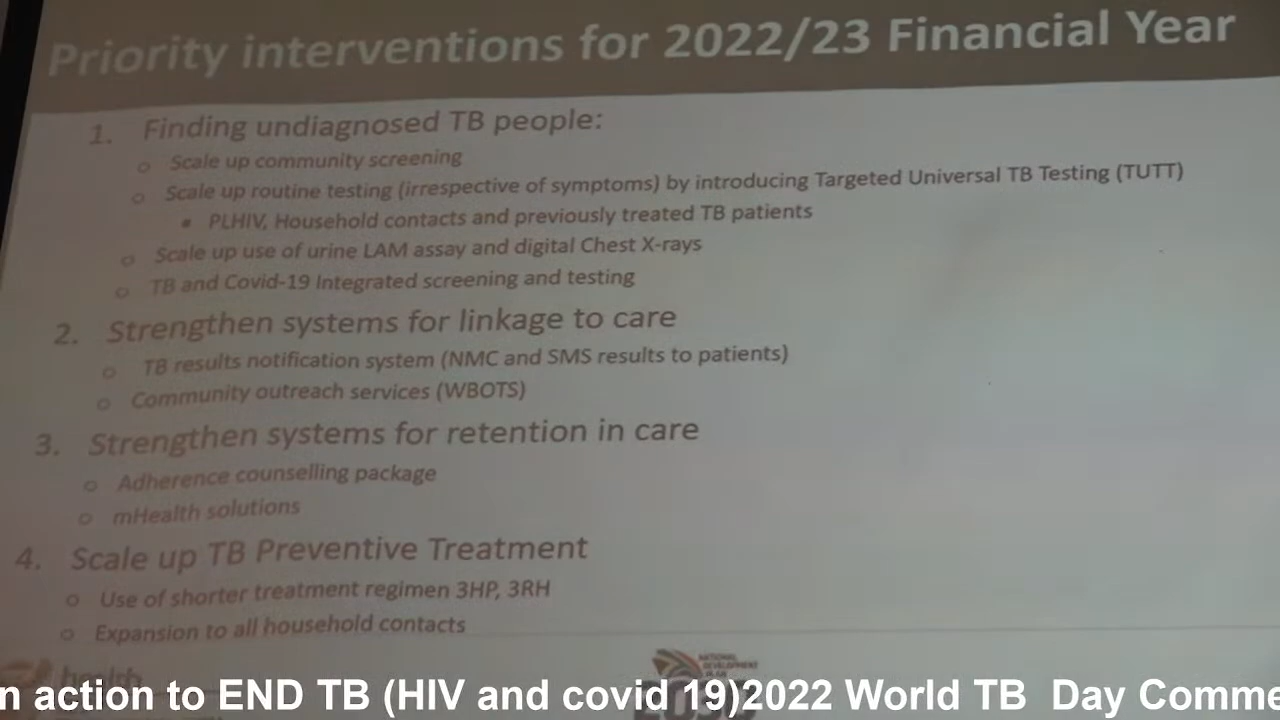 Priority interventions for 2022/23 Financial Year
1. Finding undiagnosed TB people:
o Scale up community screening
o Scale up routine testing (irrespective of symptoms) by introducing Targeted Universal TB Testing (TUTT)
• PLHIV, Household contacts and previously treated TB patients
o Scale up use of urine LAM assay and digital Chest X-rays
o TB and Covid-19 Integrated screening and testing
2. Strengthen systems for linkage to care
o TB results notification system (NMC and SMS results to patients)
o Community outreach services (WBOTS)
3. Strengthen systems for retention in care
o Adherence counselling package
o mHealth solutions
4. Scale up TB Preventive Treatment
o Use of shorter treatment regimen 3HP, 3RH
o Expansion to all household contacts
health
NATIONAL
DEVELOPMENT
PLAN
2030
n action to END TB (HIV and covid 19)2022 World TB Day Comme